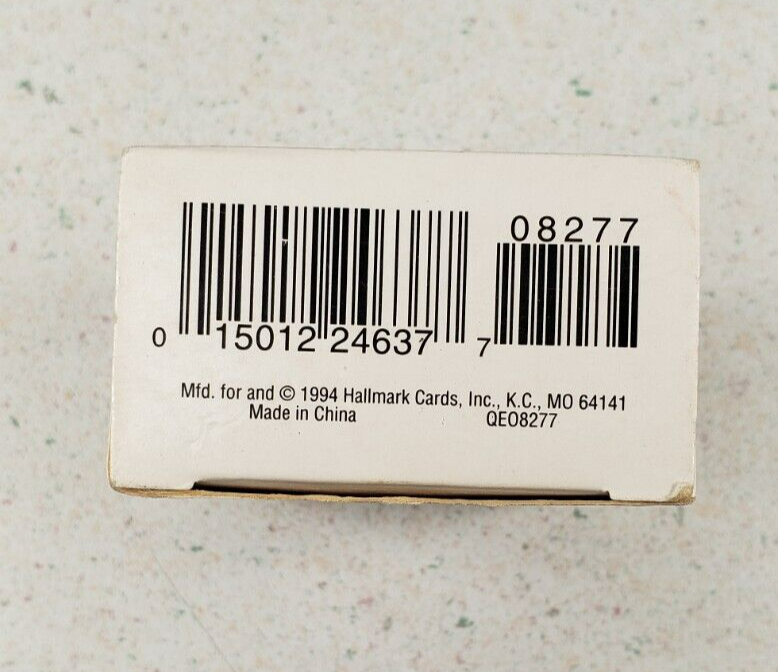 08277
0 15012 24637 7
Mfd. for and © 1994 Hallmark Cards, Inc., K.C., MO 64141
Made in China QEO8277